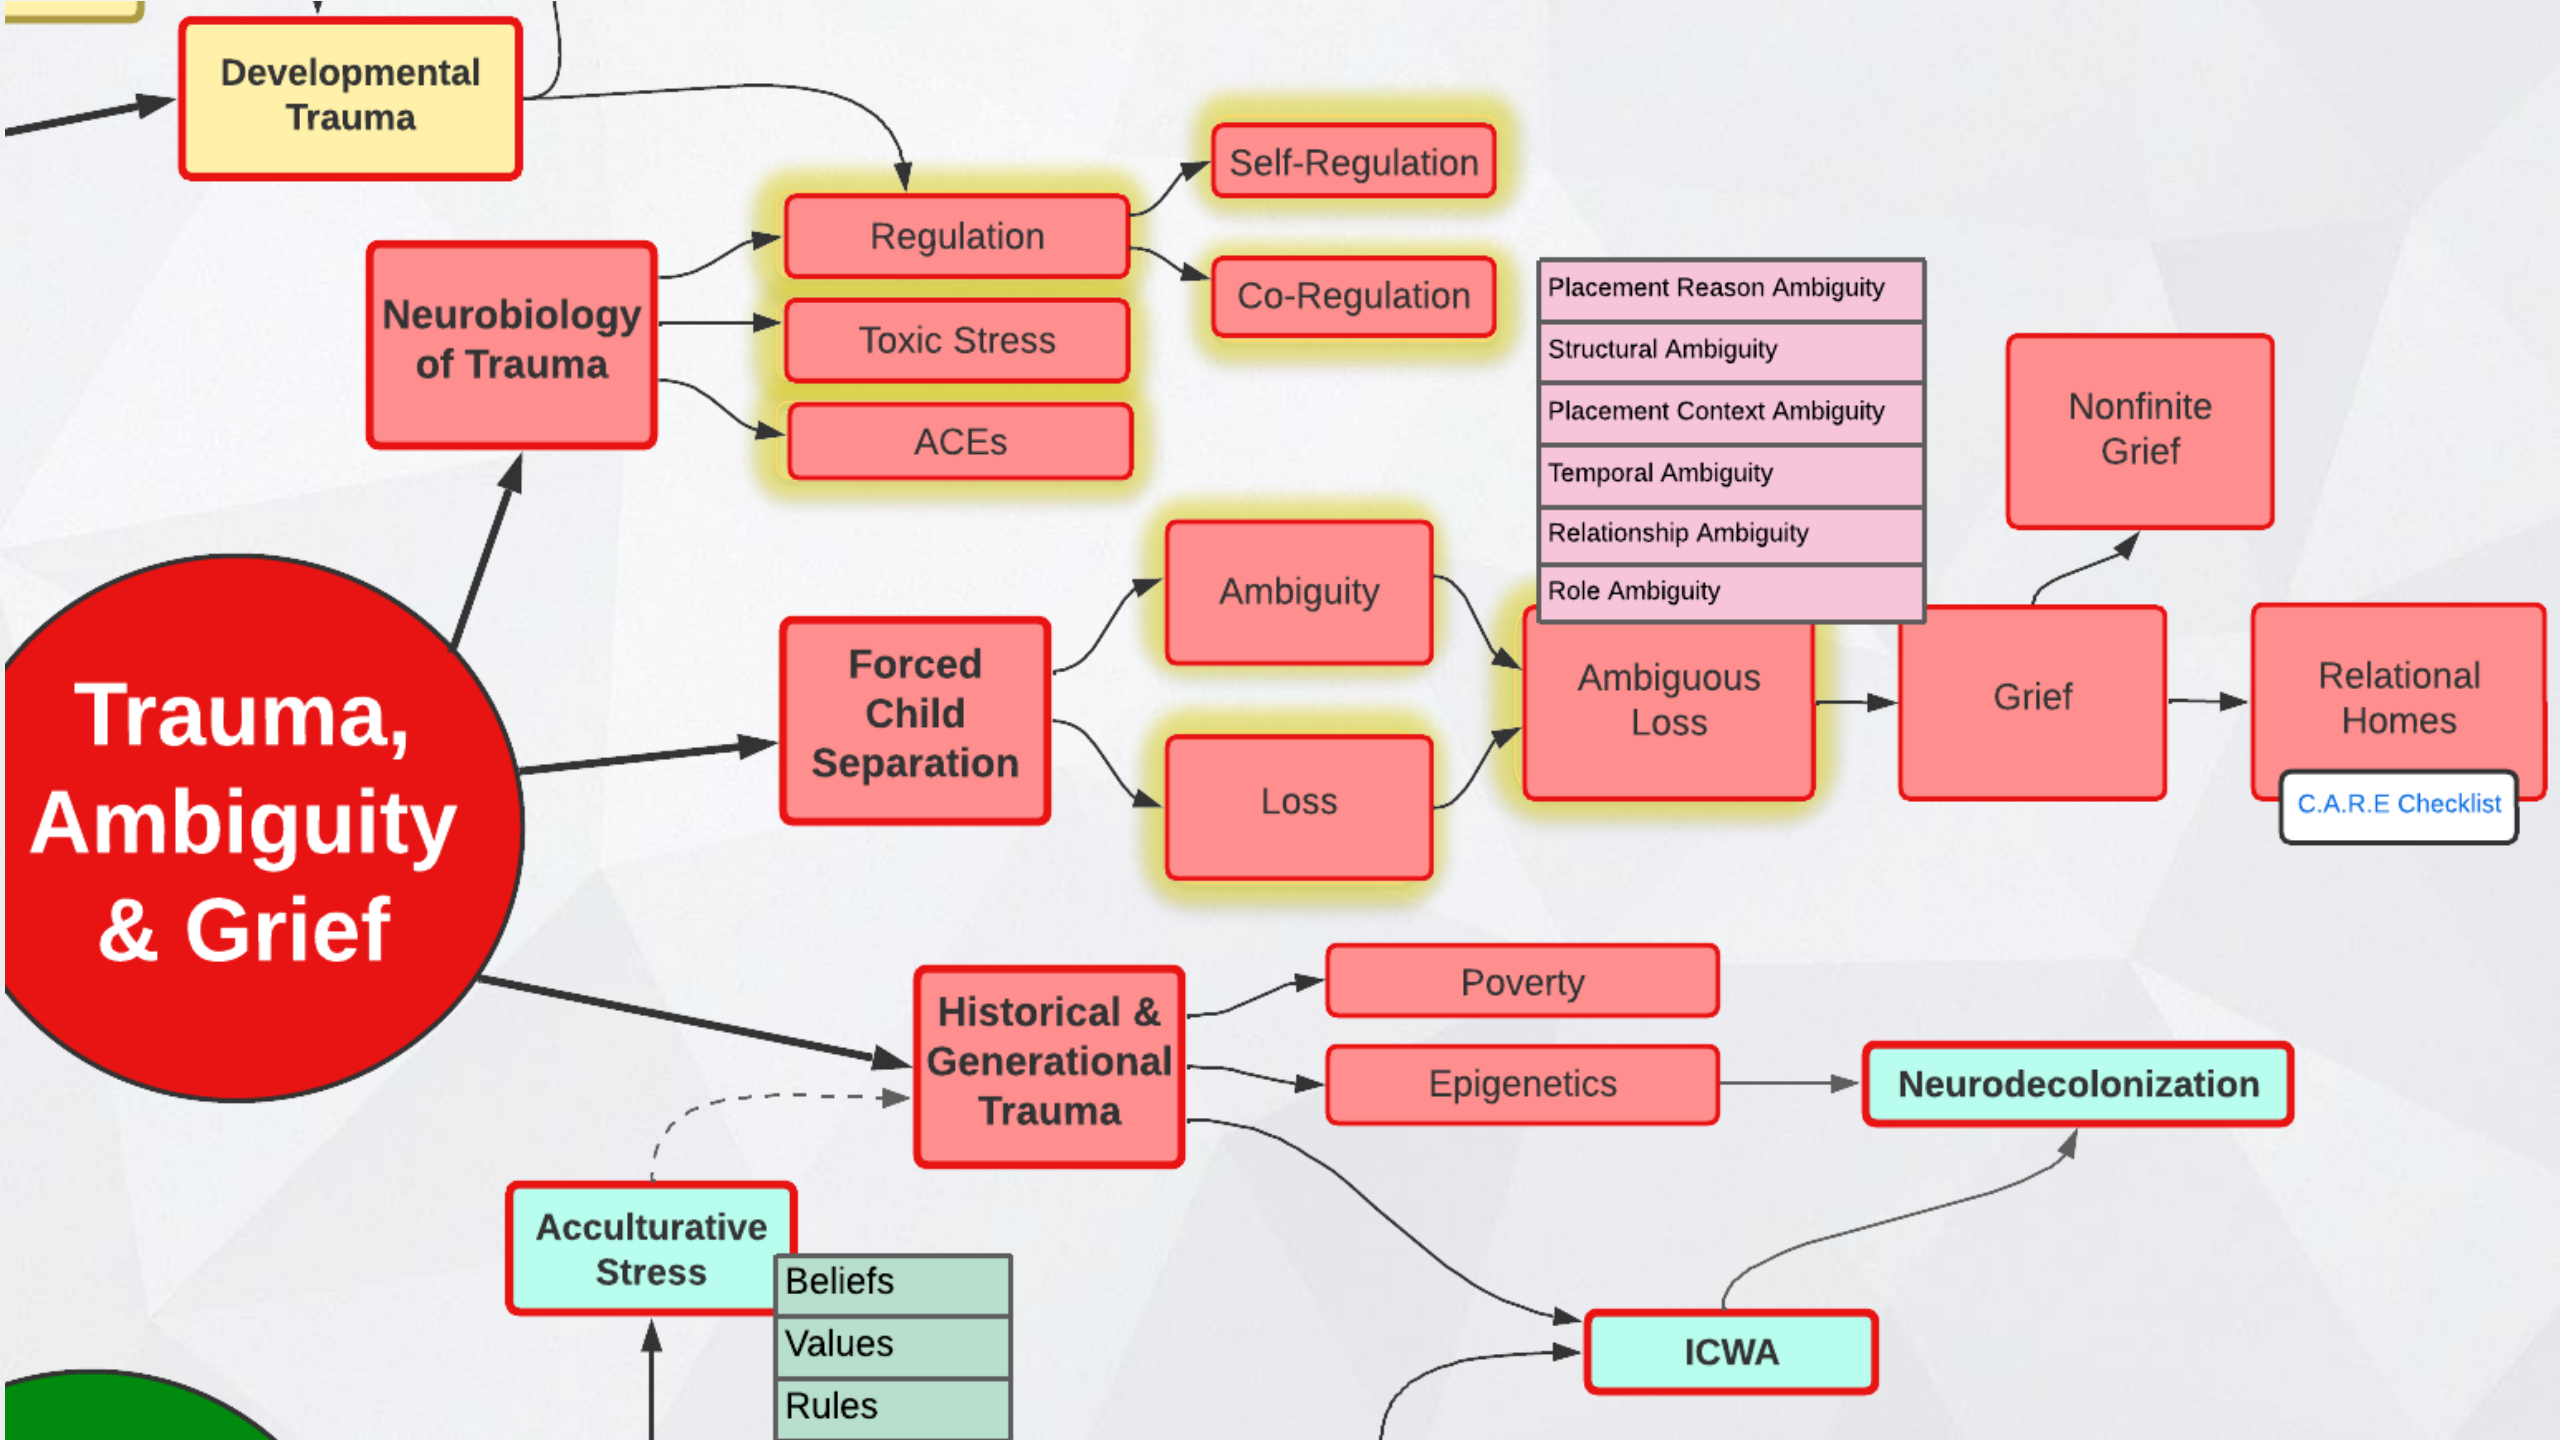 Developmental
Trauma
Self-Regulation
Regulation
Co-Regulation
Neurobiology
of Trauma
Toxic Stress
ACEs
Placement Reason Ambiguity
Structural Ambiguity
Placement Context Ambiguity
Temporal Ambiguity
Relationship Ambiguity
Role Ambiguity
Nonfinite
Grief
Trauma,
Ambiguity
& Grief
Forced
Child
Separation
Ambiguity
Loss
Ambiguous
Loss
Grief
Relational
Homes
C.A.R.E Checklist
Historical &
Generational
Trauma
Poverty
Epigenetics
Neurodecolonization
Acculturative
Stress
Beliefs
Values
Rules
ICWA